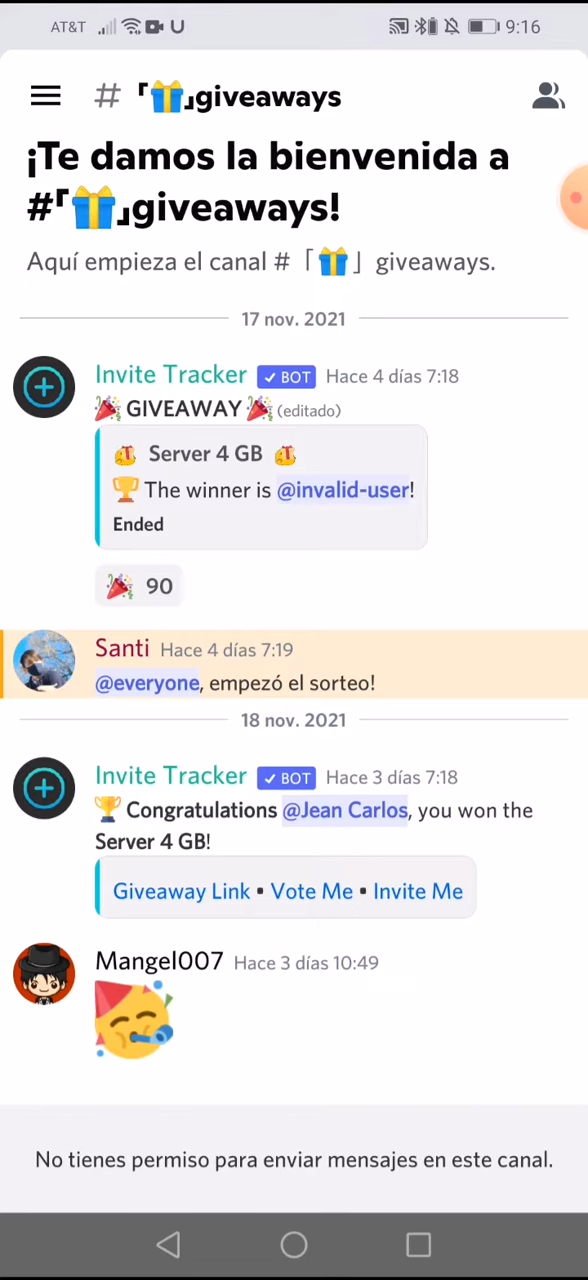 AT&T 9:16
# 「🎁」giveaways
¡Te damos la bienvenida a
#「🎁」giveaways!
Aquí empieza el canal #「🎁」giveaways.
17 nov. 2021
Invite Tracker ✓ BOT Hace 4 días 7:18
🎉 GIVEAWAY 🎉 (editado)
Server 4 GB
🏆 The winner is @invalid-user!
Ended
🎉 90
Santi Hace 4 días 7:19
@everyone, empezó el sorteo!
18 nov. 2021
Invite Tracker ✓ BOT Hace 3 días 7:18
🏆 Congratulations @Jean Carlos, you won the
Server 4 GB!
Giveaway Link • Vote Me • Invite Me
Mangel007 Hace 3 días 10:49
No tienes permiso para enviar mensajes en este canal.